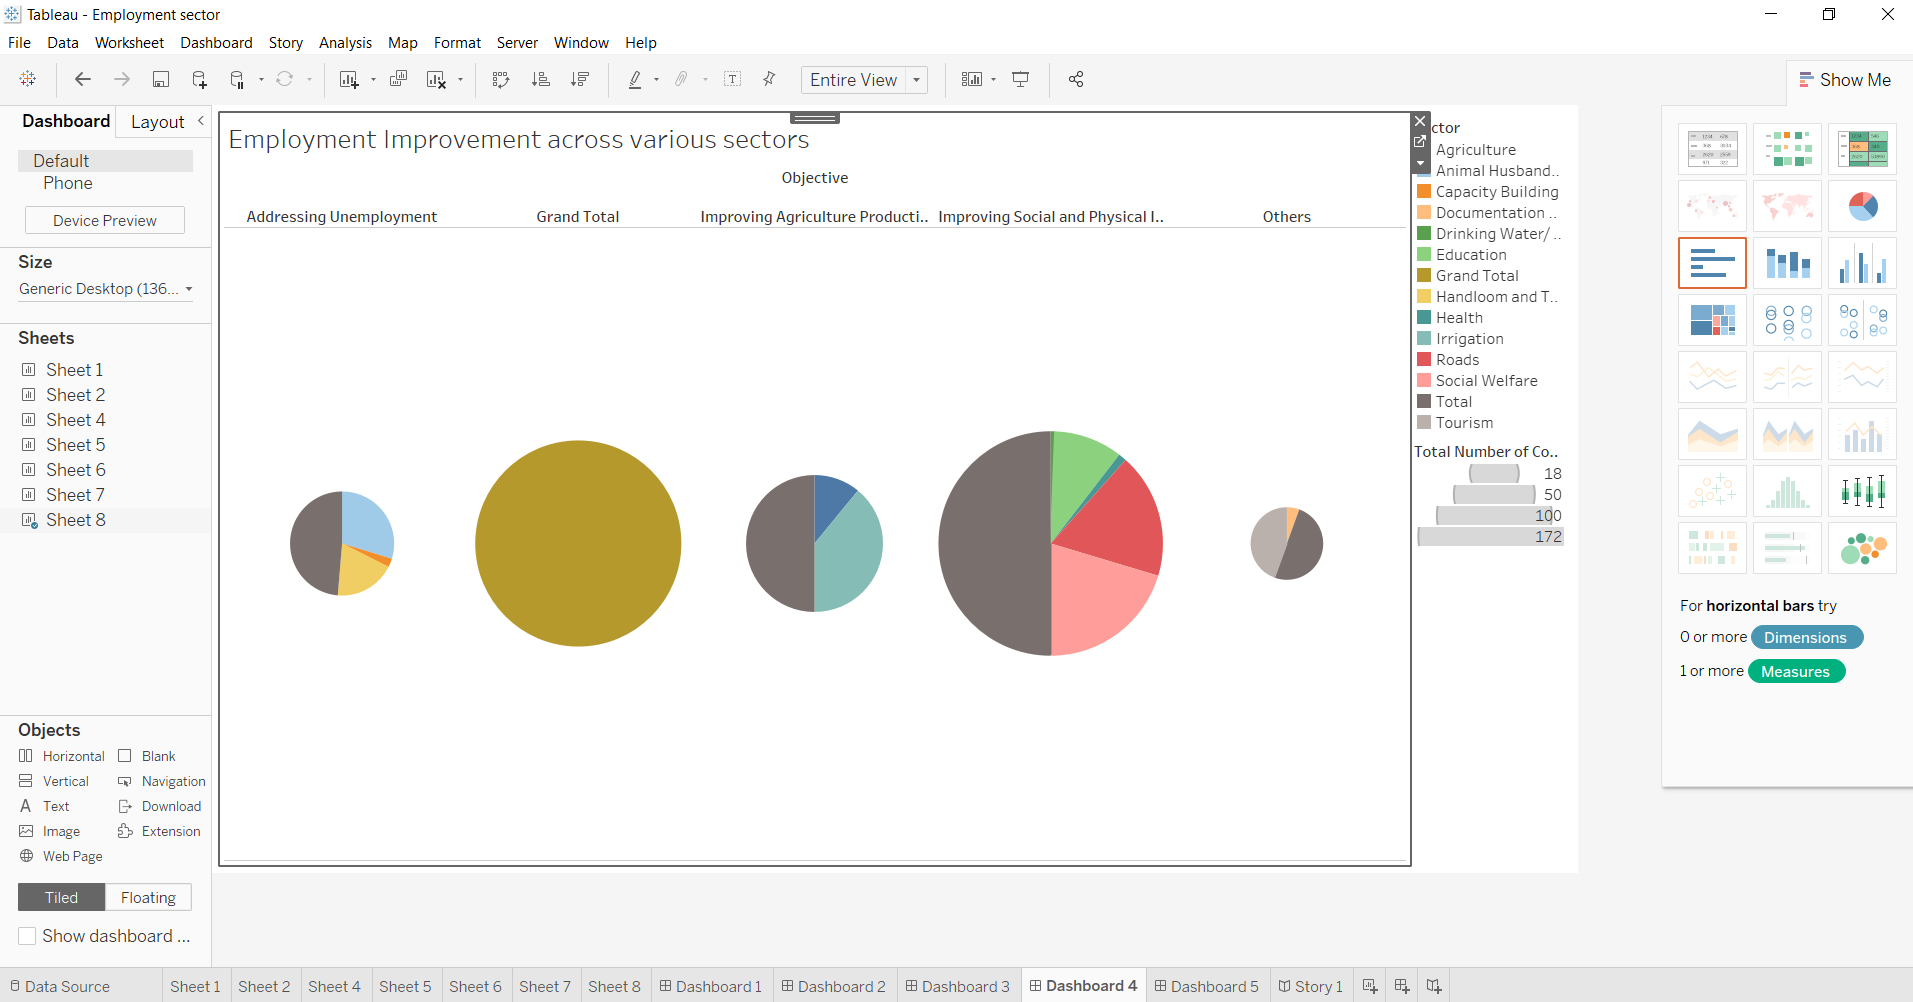 Tableau - Employment sector
File Data Worksheet Dashboard Story Analysis Map Format Server Window Help
Entire View
Show Me
Dashboard Layout
Default
Phone
Device Preview
Size
Generic Desktop (136...
Sheets
Sheet 1
Sheet 2
Sheet 4
Sheet 5
Sheet 6
Sheet 7
Sheet 8
Objects
Horizontal Blank
Vertical Navigation
Text Download
Image Extension
Web Page
Tiled Floating
Show dashboard ...
Employment Improvement across various sectors
Objective
Addressing Unemployment Grand Total Improving Agriculture Producti.. Improving Social and Physical I.. Others
ctor
Agriculture
Animal Husband..
Capacity Building
Documentation ..
Drinking Water/ ..
Education
Grand Total
Handloom and T..
Health
Irrigation
Roads
Social Welfare
Total
Tourism
Total Number of Co..
18
50
100
172
For horizontal bars try
0 or more Dimensions
1 or more Measures
Data Source Sheet 1 Sheet 2 Sheet 4 Sheet 5 Sheet 6 Sheet 7 Sheet 8 Dashboard 1 Dashboard 2 Dashboard 3 Dashboard 4 Dashboard 5 Story 1